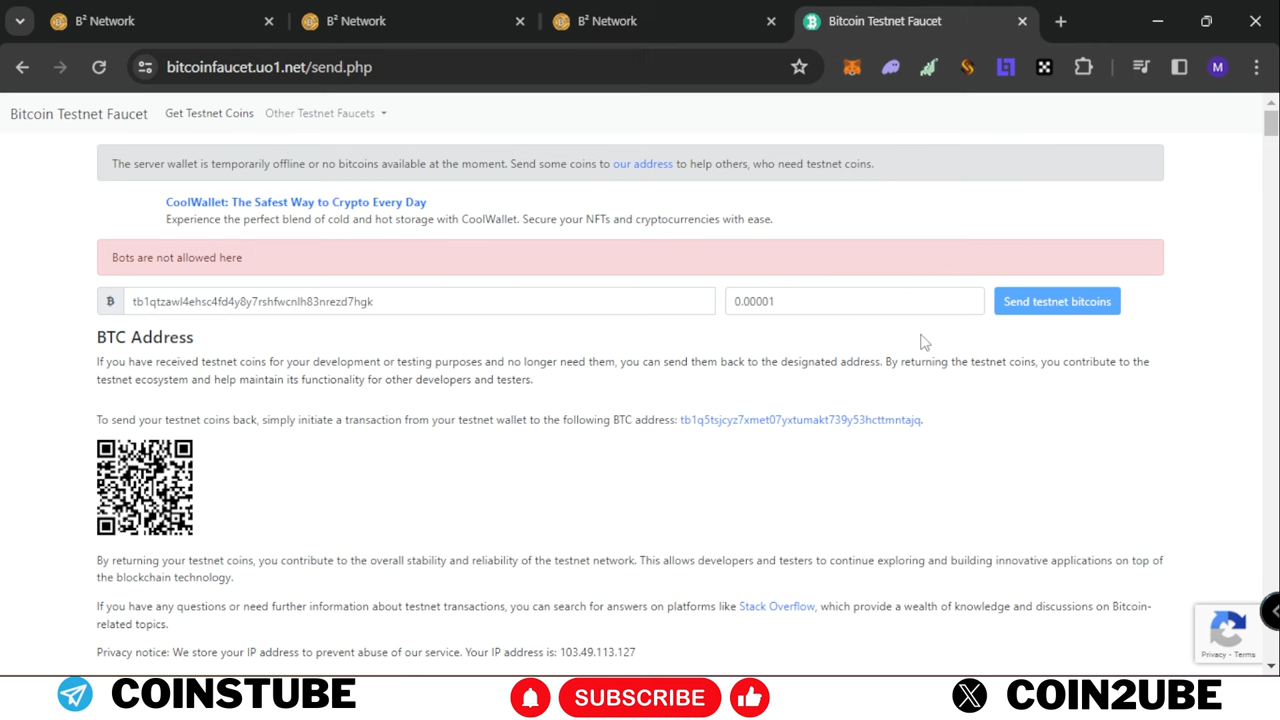 B² Network
B² Network
B² Network
Bitcoin Testnet Faucet
bitcoinfaucet.uo1.net/send.php
M
Bitcoin Testnet Faucet Get Testnet Coins Other Testnet Faucets
The server wallet is temporarily offline or no bitcoins available at the moment. Send some coins to our address to help others, who need testnet coins.
CoolWallet: The Safest Way to Crypto Every Day
Experience the perfect blend of cold and hot storage with CoolWallet. Secure your NFTs and cryptocurrencies with ease.
Bots are not allowed here
tb1qtzawl4ehsc4fd4y8y7rshfwcnlh83nrezd7hgk 0.00001 Send testnet bitcoins
BTC Address
If you have received testnet coins for your development or testing purposes and no longer need them, you can send them back to the designated address. By returning the testnet coins, you contribute to the
testnet ecosystem and help maintain its functionality for other developers and testers.
To send your testnet coins back, simply initiate a transaction from your testnet wallet to the following BTC address: tb1q5tsjcyz7xmet07yxtumakt739y53hcttmntajq.
By returning your testnet coins, you contribute to the overall stability and reliability of the testnet network. This allows developers and testers to continue exploring and building innovative applications on top of
the blockchain technology.
If you have any questions or need further information about testnet transactions, you can search for answers on platforms like Stack Overflow, which provide a wealth of knowledge and discussions on Bitcoin-
related topics.
Privacy notice: We store your IP address to prevent abuse of our service. Your IP address is: 103.49.113.127
Privacy - Terms
COINSTUBE SUBSCRIBE COIN2UBE